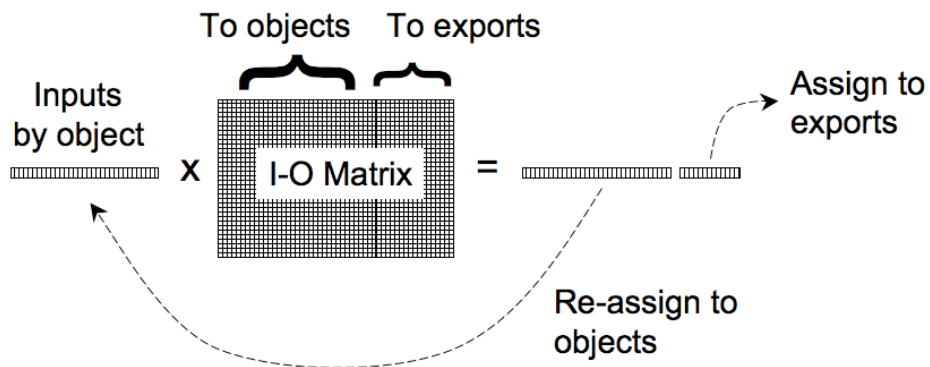 To objects
To exports
Inputs
by object
x
I-O Matrix
=
Assign to
exports
Re-assign to
objects